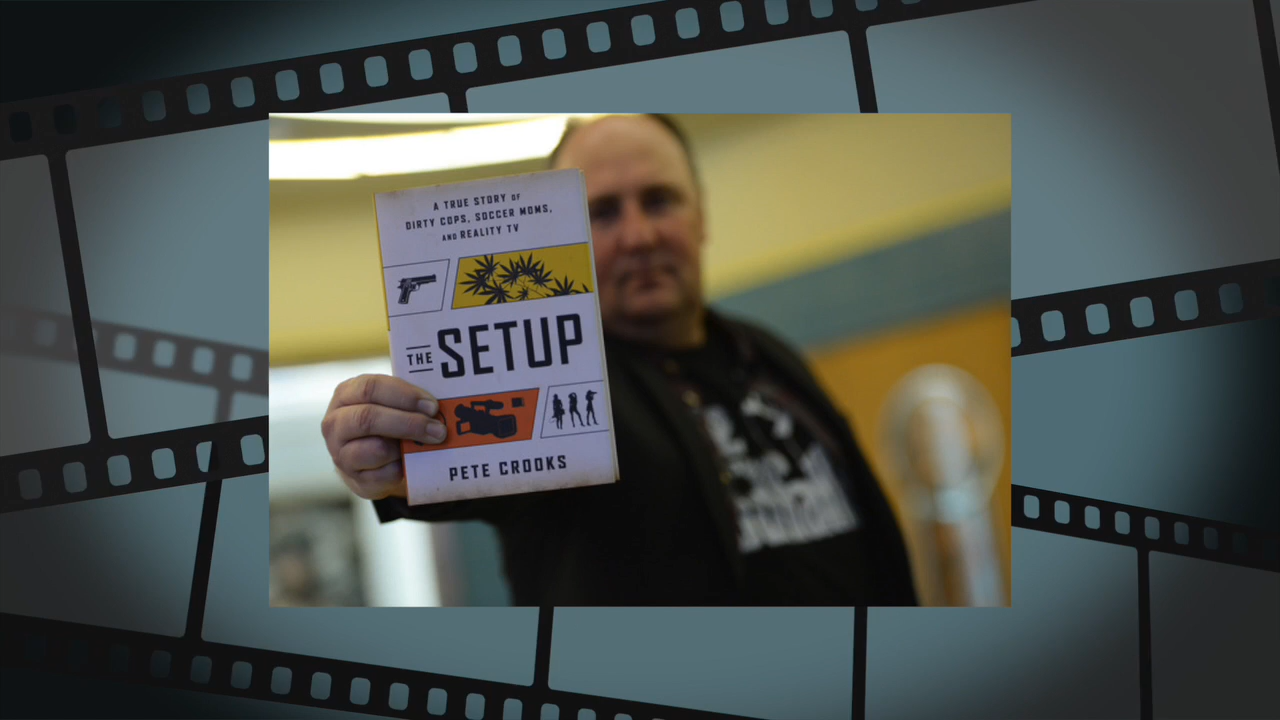 A TRUE STORY OF
DIRTY COPS, SOCCER MOMS,
AND REALITY TV
THE SETUP
PETE CROOKS